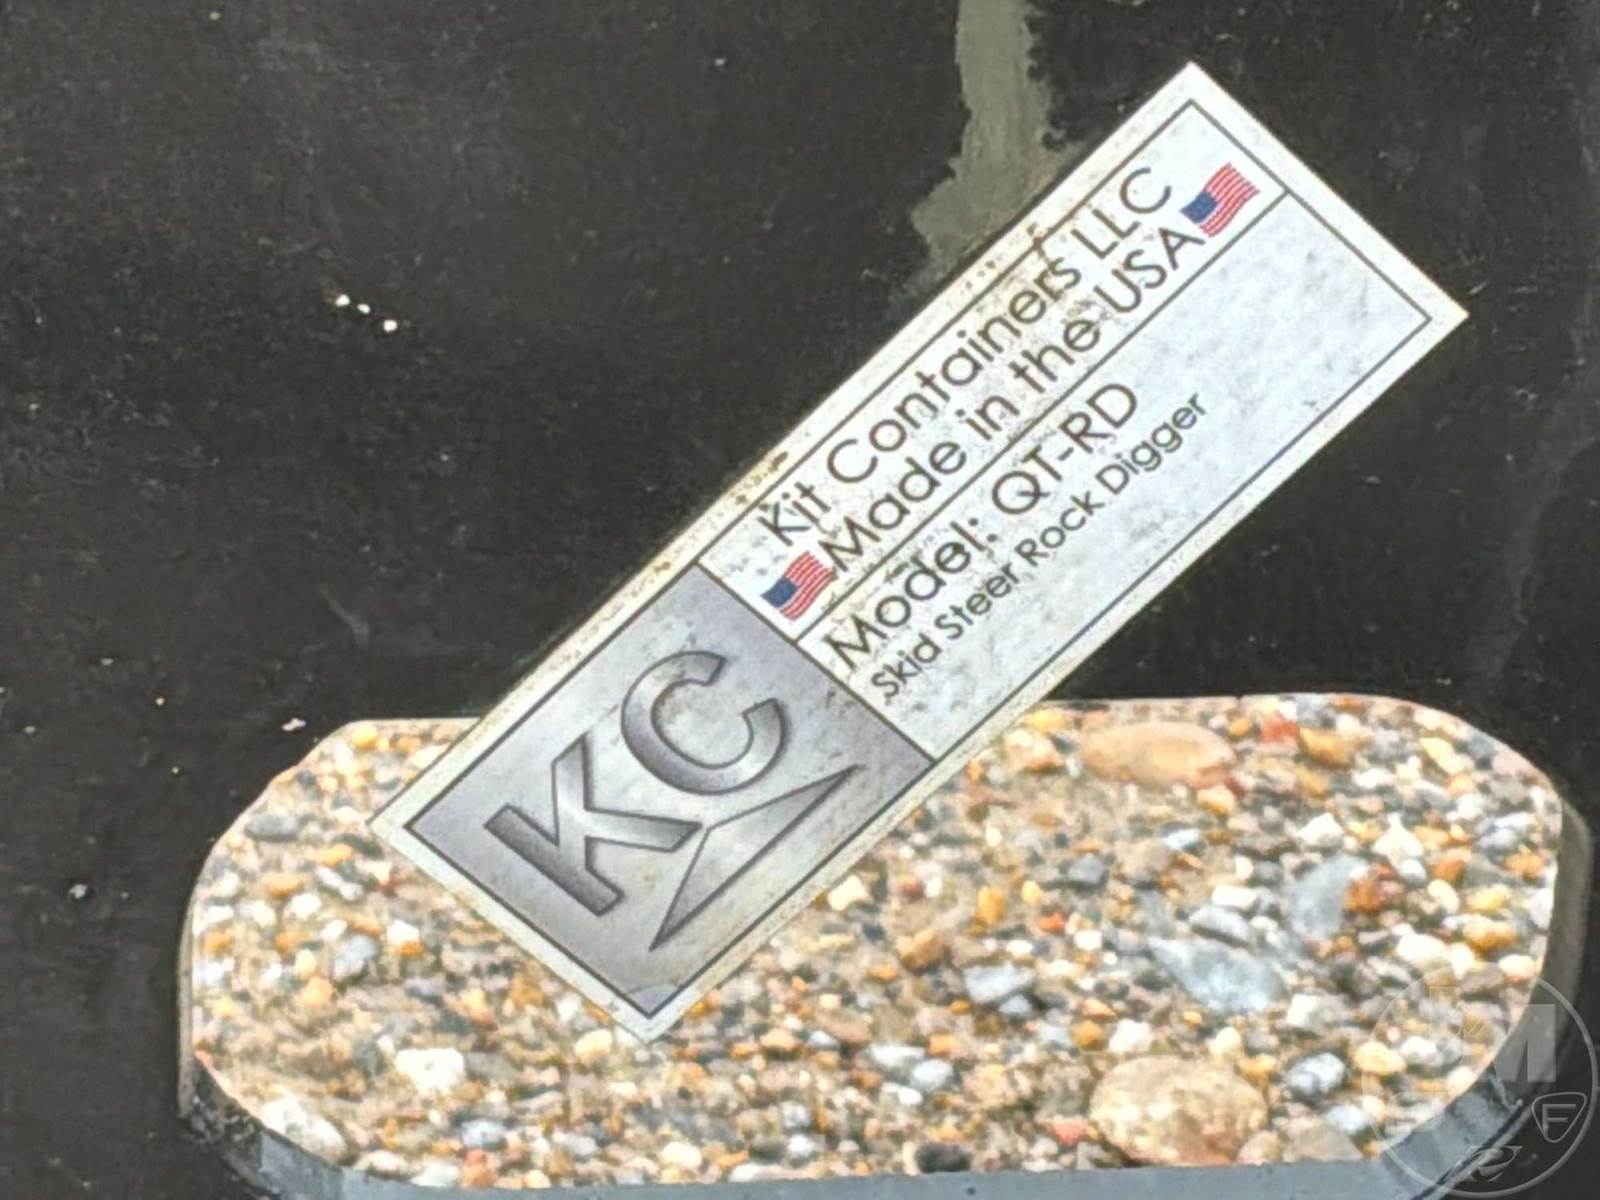 Kit Containers LLC
Made in the USA
Model: QT-RD
Skid Steer Rock Digger
KC